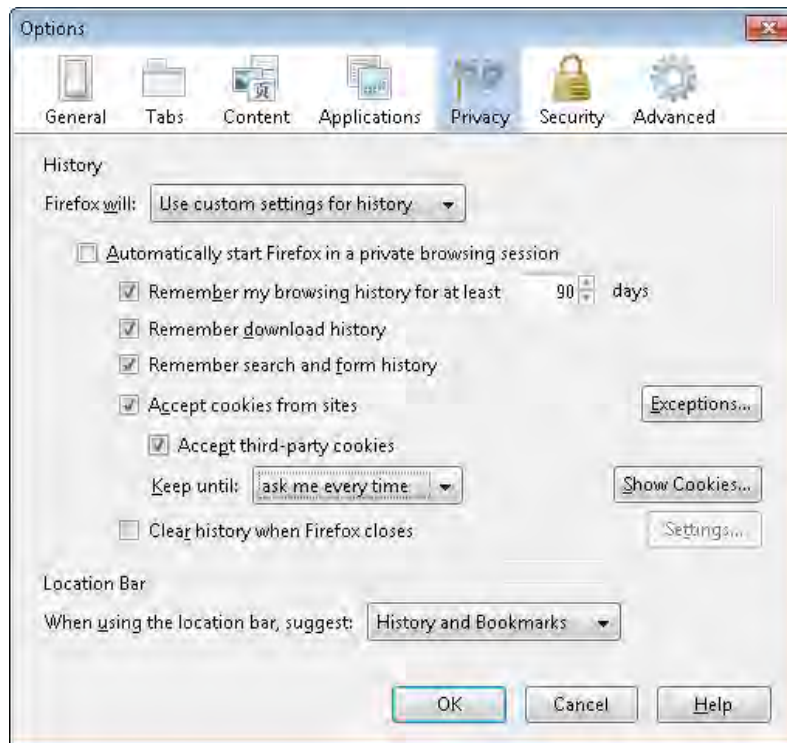 Options
General Tabs Content Applications Privacy Security Advanced
History
Firefox will: Use custom settings for history
Automatically start Firefox in a private browsing session
Remember my browsing history for at least 90 days
Remember download history
Remember search and form history
Accept cookies from sites Exceptions...
Accept third-party cookies
Keep until: ask me every time Show Cookies...
Clear history when Firefox closes Settings...
Location Bar
When using the location bar, suggest: History and Bookmarks
OK Cancel Help